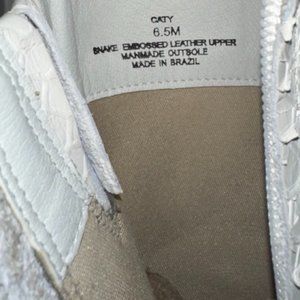 CATY
6.5M
SNAKE EMBOSSED LEATHER UPPER
MANMADE OUTSOLE
MADE IN BRAZIL